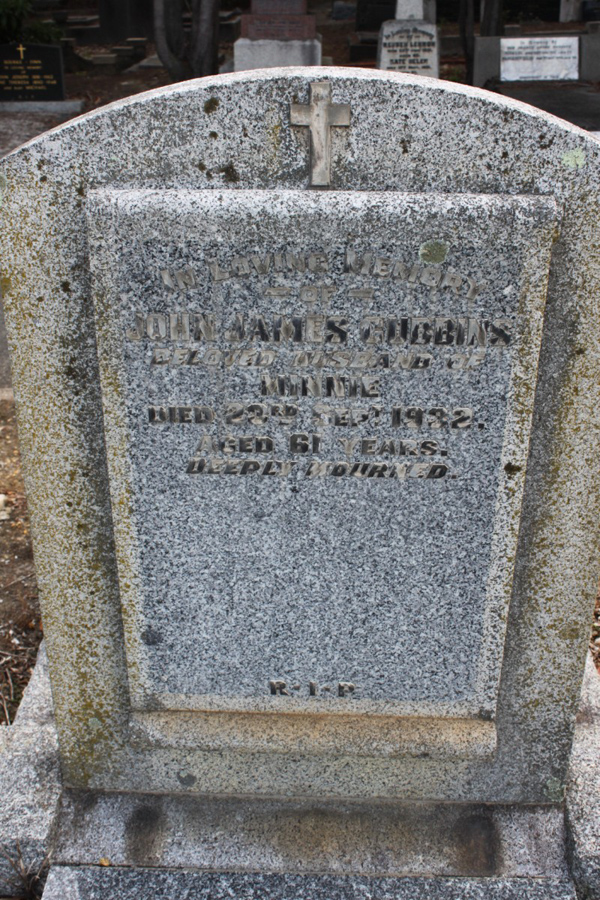 IN LOVING MEMORY
OF
JOHN JAMES GUBBINS
BELOVED HUSBAND OF
MINNIE
DIED 23RD SEPT 1932.
AGED 61 YEARS.
DEEPLY MOURNED.
R·I·P